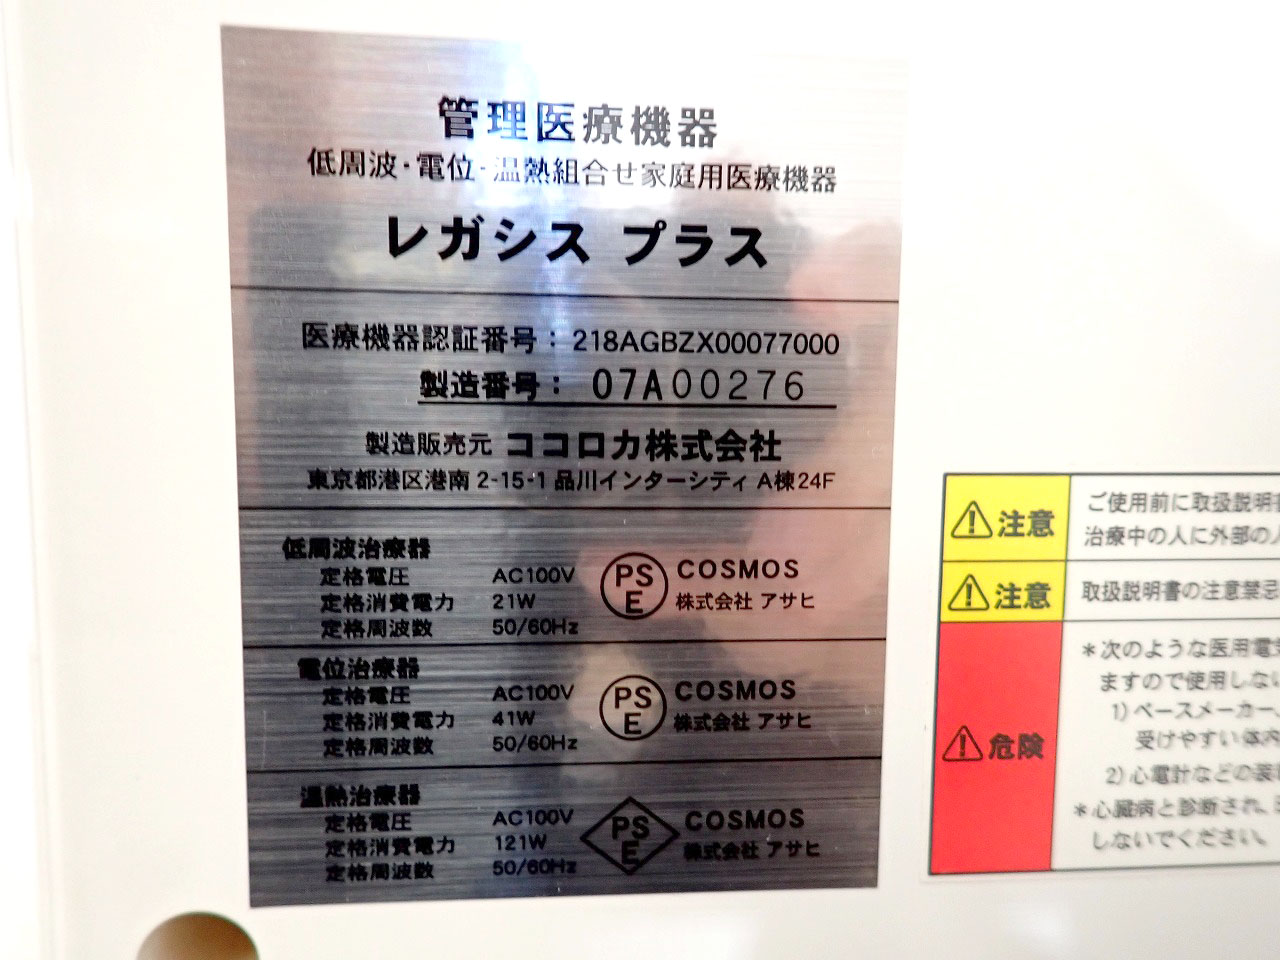 管理医療機器
低周波・電位・温熱組合せ家庭用医療機器
レガシス プラス
医療機器認証番号： 218AGBZX00077000
製造番号： 07A00276
製造販売元 ココロカ株式会社
東京都港区港南 2-15-1 品川インターシティ A棟24F
低周波治療器
定格電圧 AC100V
定格消費電力 21W
定格周波数 50/60Hz
PS
E
COSMOS
株式会社 アサヒ
電位治療器
定格電圧 AC100V
定格消費電力 41W
定格周波数 50/60Hz
PS
E
COSMOS
株式会社 アサヒ
温熱治療器
定格電圧 AC100V
定格消費電力 121W
定格周波数 50/60Hz
PS
E
COSMOS
株式会社 アサヒ
注意
ご使用前に取扱説明書
治療中の人に外部の人
注意
取扱説明書の注意禁忌
危険
＊次のような医用電気
ますので使用しない
1) ペースメーカー、
受けやすい体内
2) 心電計などの装着
＊心臓病と診断され、
しないでください。